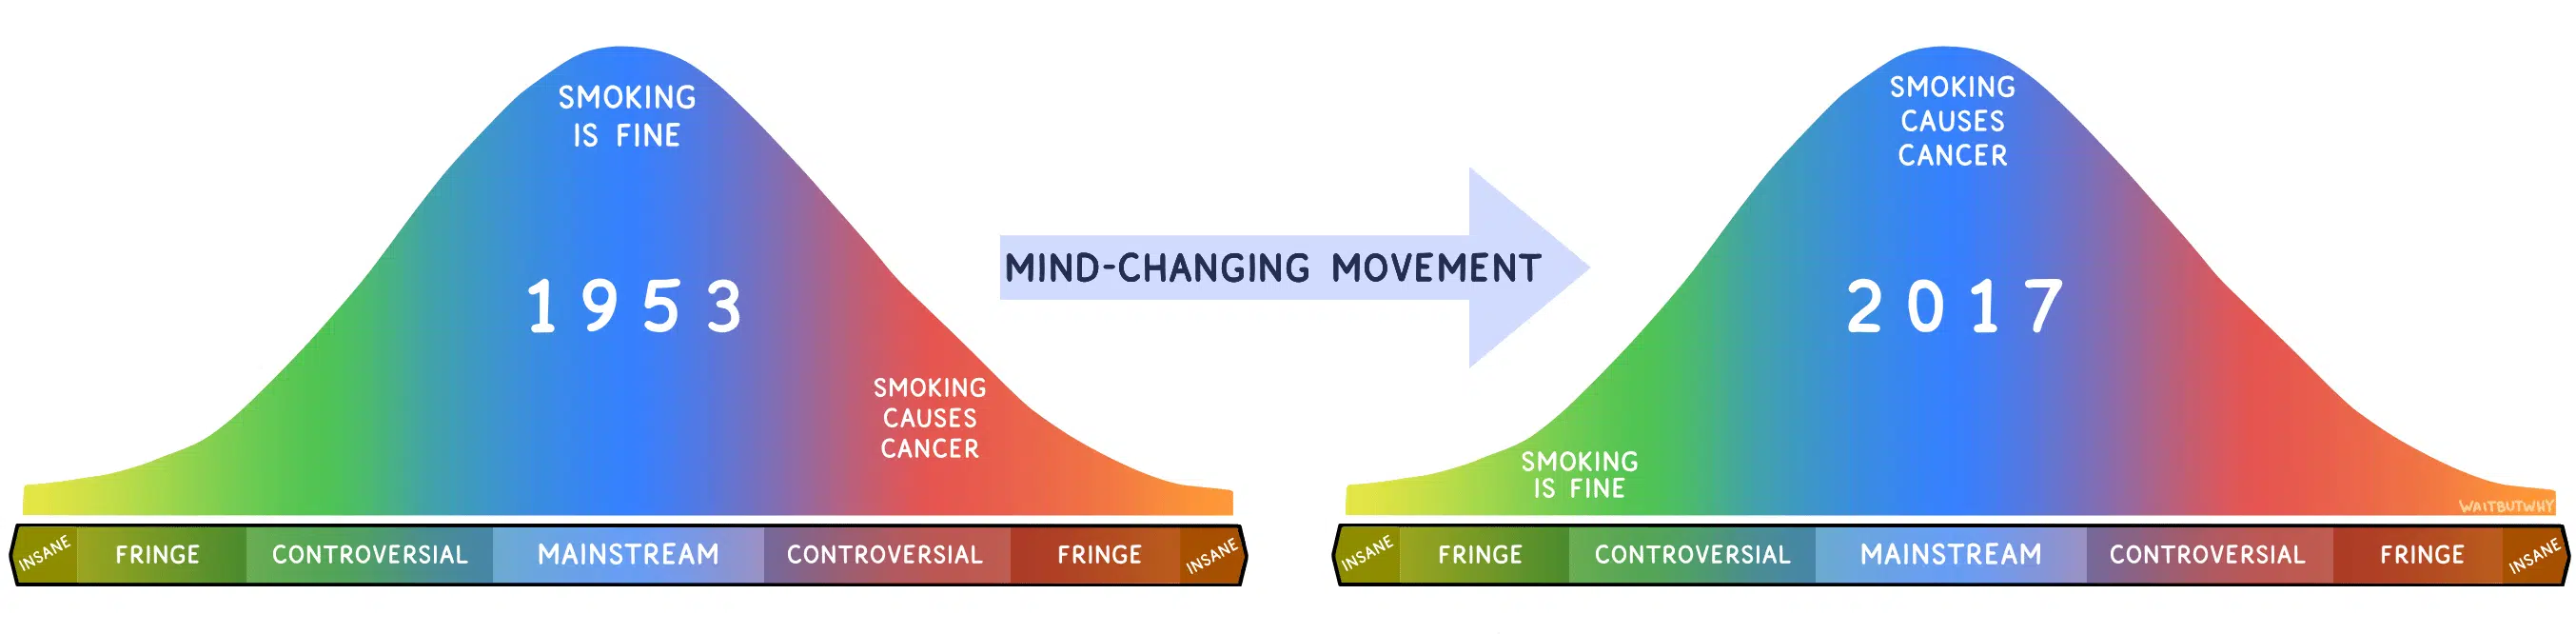 SMOKING
IS FINE
1953
SMOKING
CAUSES
CANCER
INSANE FRINGE CONTROVERSIAL MAINSTREAM CONTROVERSIAL FRINGE INSANE
MIND-CHANGING MOVEMENT
SMOKING
CAUSES
CANCER
2017
SMOKING
IS FINE
WAITBUTWHY
INSANE FRINGE CONTROVERSIAL MAINSTREAM CONTROVERSIAL FRINGE INSANE